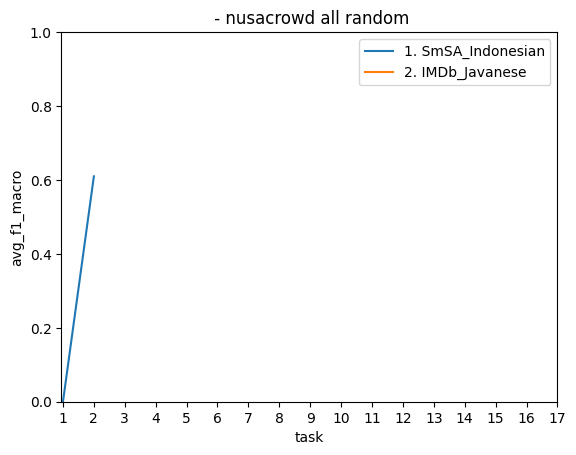 - nusacrowd all random
1. SmSA_Indonesian
2. IMDb_Javanese
avg_f1_macro
1.0
0.8
0.6
0.4
0.2
0.0
1 2 3 4 5 6 7 8 9 10 11 12 13 14 15 16 17
task